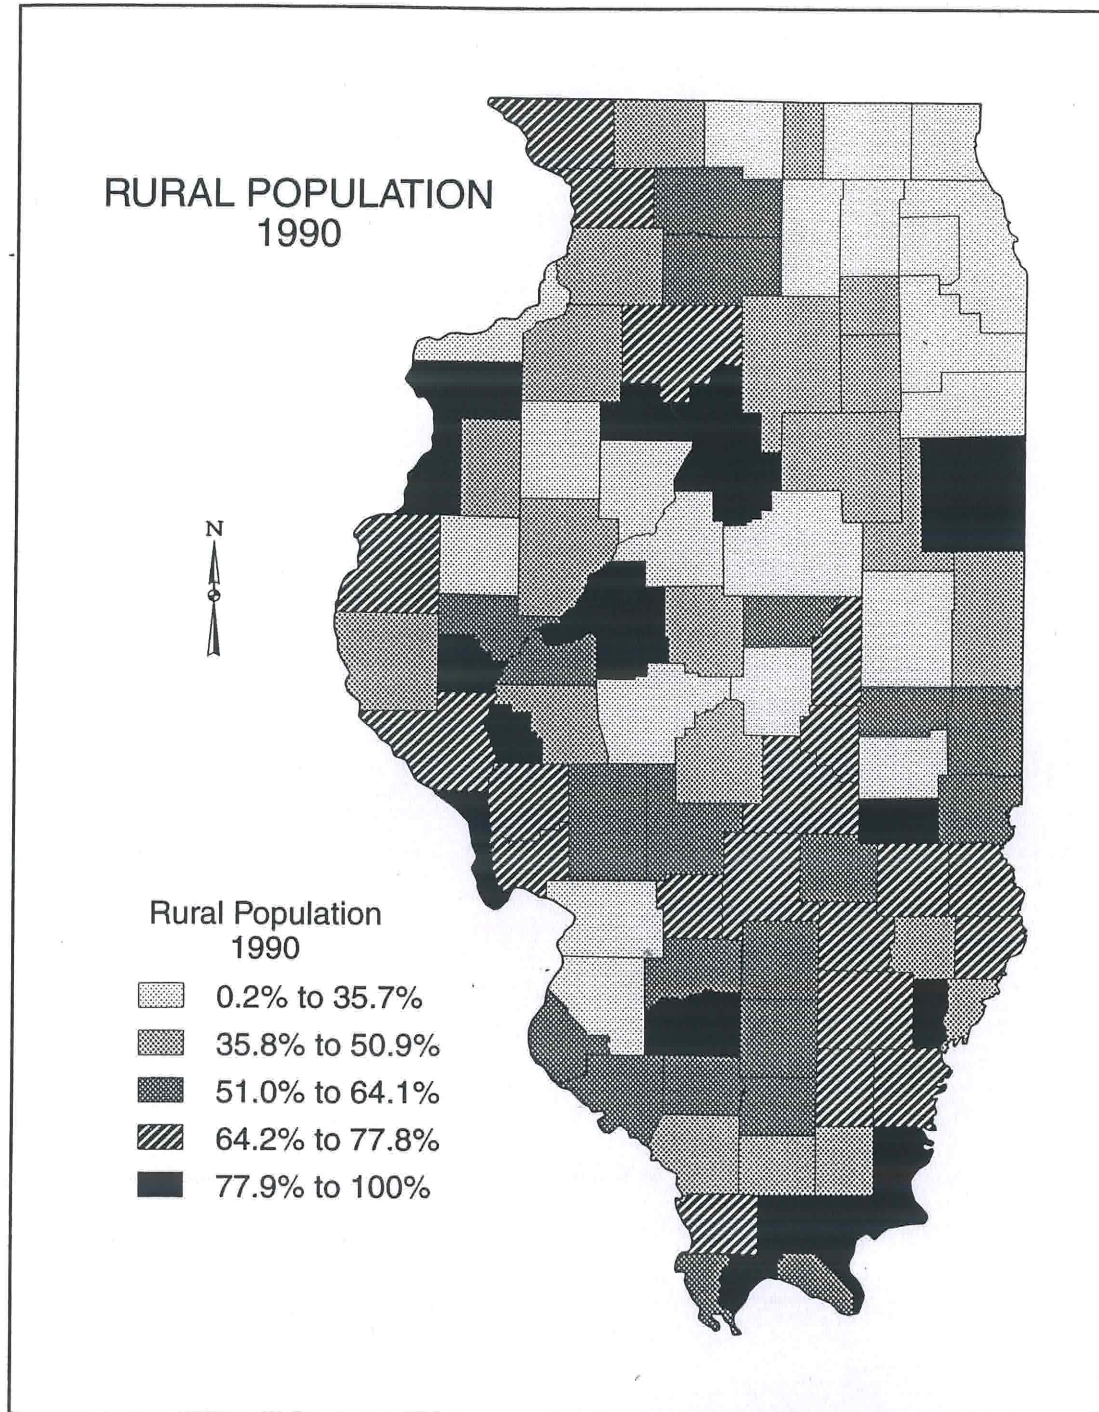 RURAL POPULATION
1990
N
Rural Population
1990
0.2% to 35.7%
35.8% to 50.9%
51.0% to 64.1%
64.2% to 77.8%
77.9% to 100%